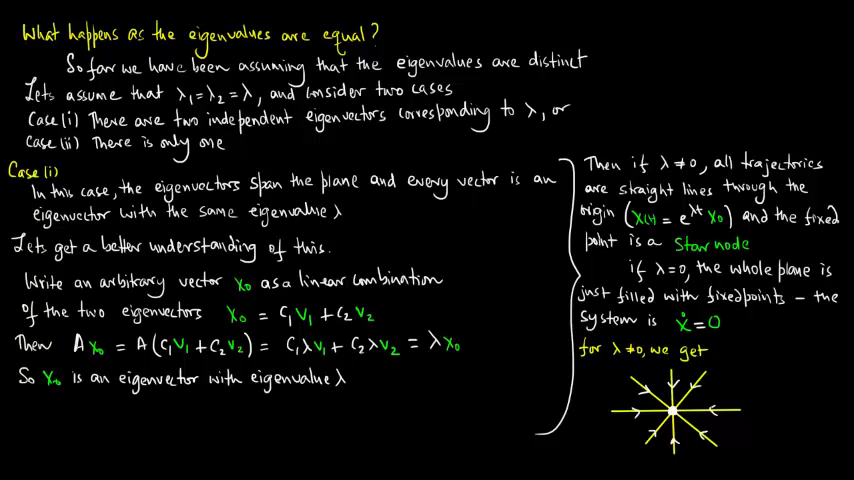 What happens as the eigenvalues are equal?
So far we have been assuming that the eigenvalues are distinct
Lets assume that λ₁ = λ₂ = λ, and consider two cases
Case (i) There are two independent eigenvectors corresponding to λ, or
Case (ii) There is only one
Case (i)
In this case, the eigenvectors span the plane and every vector is an
eigenvector with the same eigenvalue λ
Lets get a better understanding of this.
Write an arbitrary vector x₀ as a linear combination
of the two eigenvectors x₀ = c₁v₁ + c₂v₂
Then Ax₀ = A(c₁v₁ + c₂v₂) = c₁λv₁ + c₂λv₂ = λx₀
So x₀ is an eigenvector with eigenvalue λ
Then if λ ≠ 0, all trajectories
are straight lines through the
origin (x(t) = e^{λt} x₀) and the fixed
point is a Star node
if λ = 0, the whole plane is
just filled with fixed points – the
system is ẋ = 0
for λ ≠ 0, we get